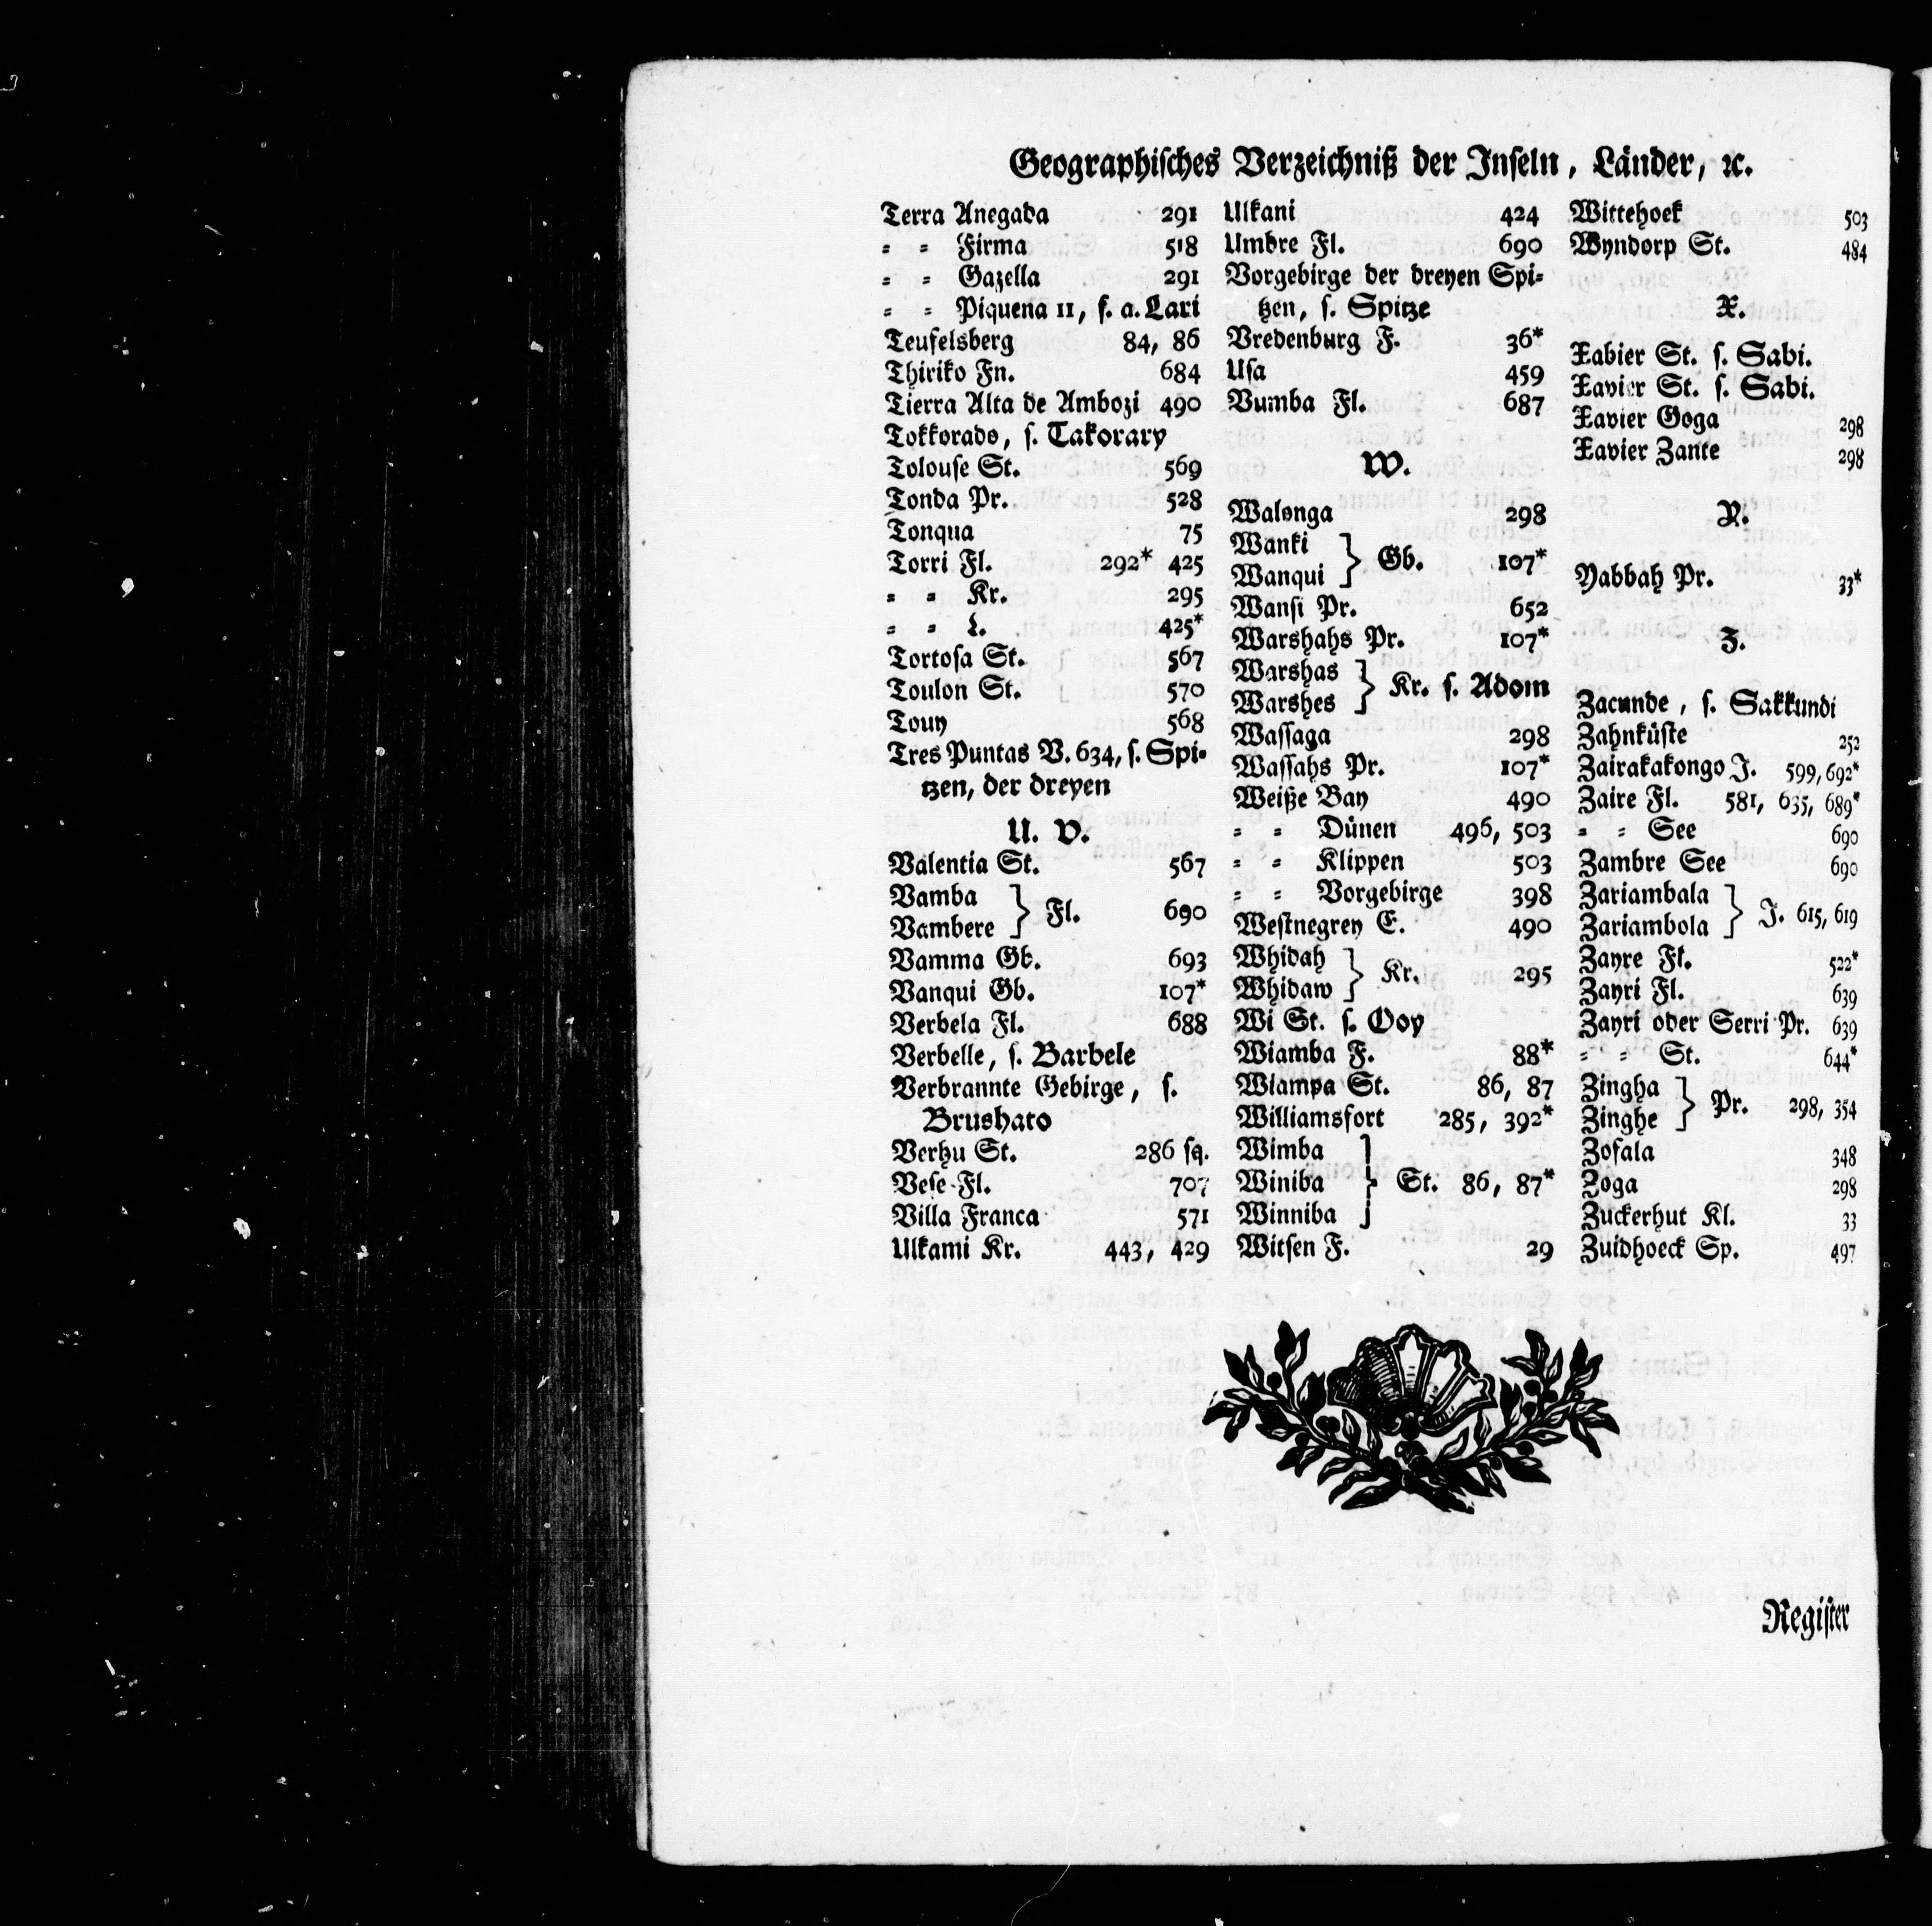 Geographisches Verzeichniß der Inseln, Länder, ꝛc.
Terra Anegada 291
= = Firma 518
= = Gazella 291
= = Piquena 11, s. a. Lari
Teufelsberg 84, 86
Thiriko Fn. 684
Tierra Alta de Ambozi 490
Tokkorado, s. Takorary
Tolouse St. 569
Tonda Pr. 528
Tonqua 75
Torri Fl. 292* 425
= = Kr. 295
= = L. 425*
Tortosa St. 567
Toulon St. 570
Touy 568
Tres Puntas V. 634, s. Spi=
tzen, der dreyen
U. V.
Valentia St. 567
Vamba
Vambere } Fl. 690
Vamma Gb. 693
Vanqui Gb. 107*
Verbela Fl. 688
Verbelle, s. Barbele
Verbrannte Gebirge, s.
Brushato
Verhu St. 286 sq.
Vese Fl. 707
Villa Franca 571
Ulkami Kr. 443, 429
Ulkani 424
Umbre Fl. 690
Vorgebirge der dreyen Spi=
tzen, s. Spitze
Vredenburg F. 36*
Usa 459
Vumba Fl. 687
W.
Walonga 298
Wanki
Wanqui } Gb. 107*
Wansi Pr. 652
Warshahs Pr. 107*
Warshas
Warshes } Kr. s. Adom
Wassaga 298
Wassahs Pr. 107*
Weiße Bay 490
= = Dünen 496, 503
= = Klippen 503
= = Vorgebirge 398
Westnegrey E. 490
Whidah
Whidaw } Kr. 295
Wi St. s. Ooy
Wiamba F. 88*
Wiampa St. 86, 87
Williamsfort 285, 392*
Wimba
Winiba } St. 86, 87*
Winniba
Witsen F. 29
Wittehoek 503
Wyndorp St. 484
X.
Xabier St. s. Sabi.
Xavier St. s. Sabi.
Xavier Goga 298
Xavier Zante 298
Y.
Yabbah Pr. 33*
Z.
Zacunde, s. Sakkundi
Zahnküste 252
Zairakakongo J. 599, 692*
Zaire Fl. 581, 635, 689*
= = See 690
Zambre See 690
Zariambala
Zariambola } J. 615, 619
Zayre Fl. 522*
Zayri Fl. 639
Zayri oder Serri Pr. 639
= = St. 644*
Zingha
Zinghe } Pr. 298, 354
Zofala 348
Zoga 298
Zuckerhut Kl. 33
Zuidhoeck Sp. 497
Register